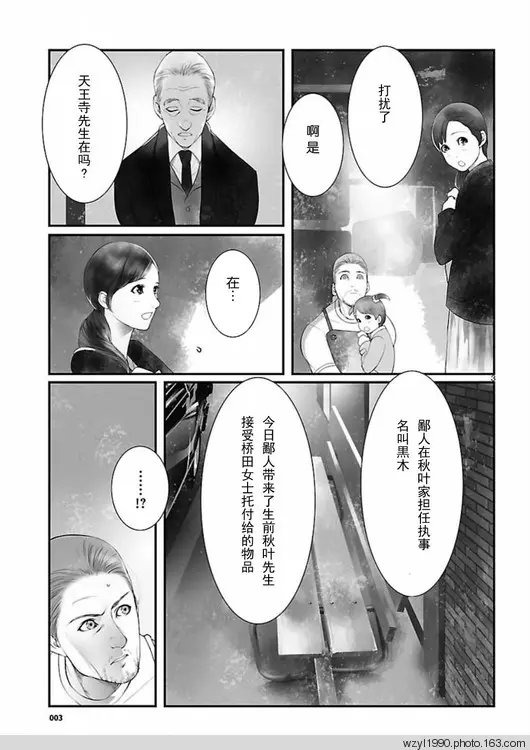 打扰了
啊是
天王寺先生在吗？
在…
鄙人在秋叶家担任执事
名叫黒木
今日鄙人带来了生前秋叶先生
接受桥田女士托付给的物品
……!?
003
wzyl1990.photo.163.com